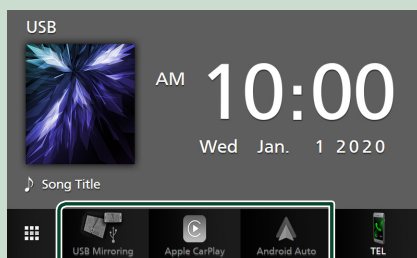 USB
AM 10:00
Wed Jan. 1 2020
Song Title
USB Mirroring Apple CarPlay Android Auto TEL